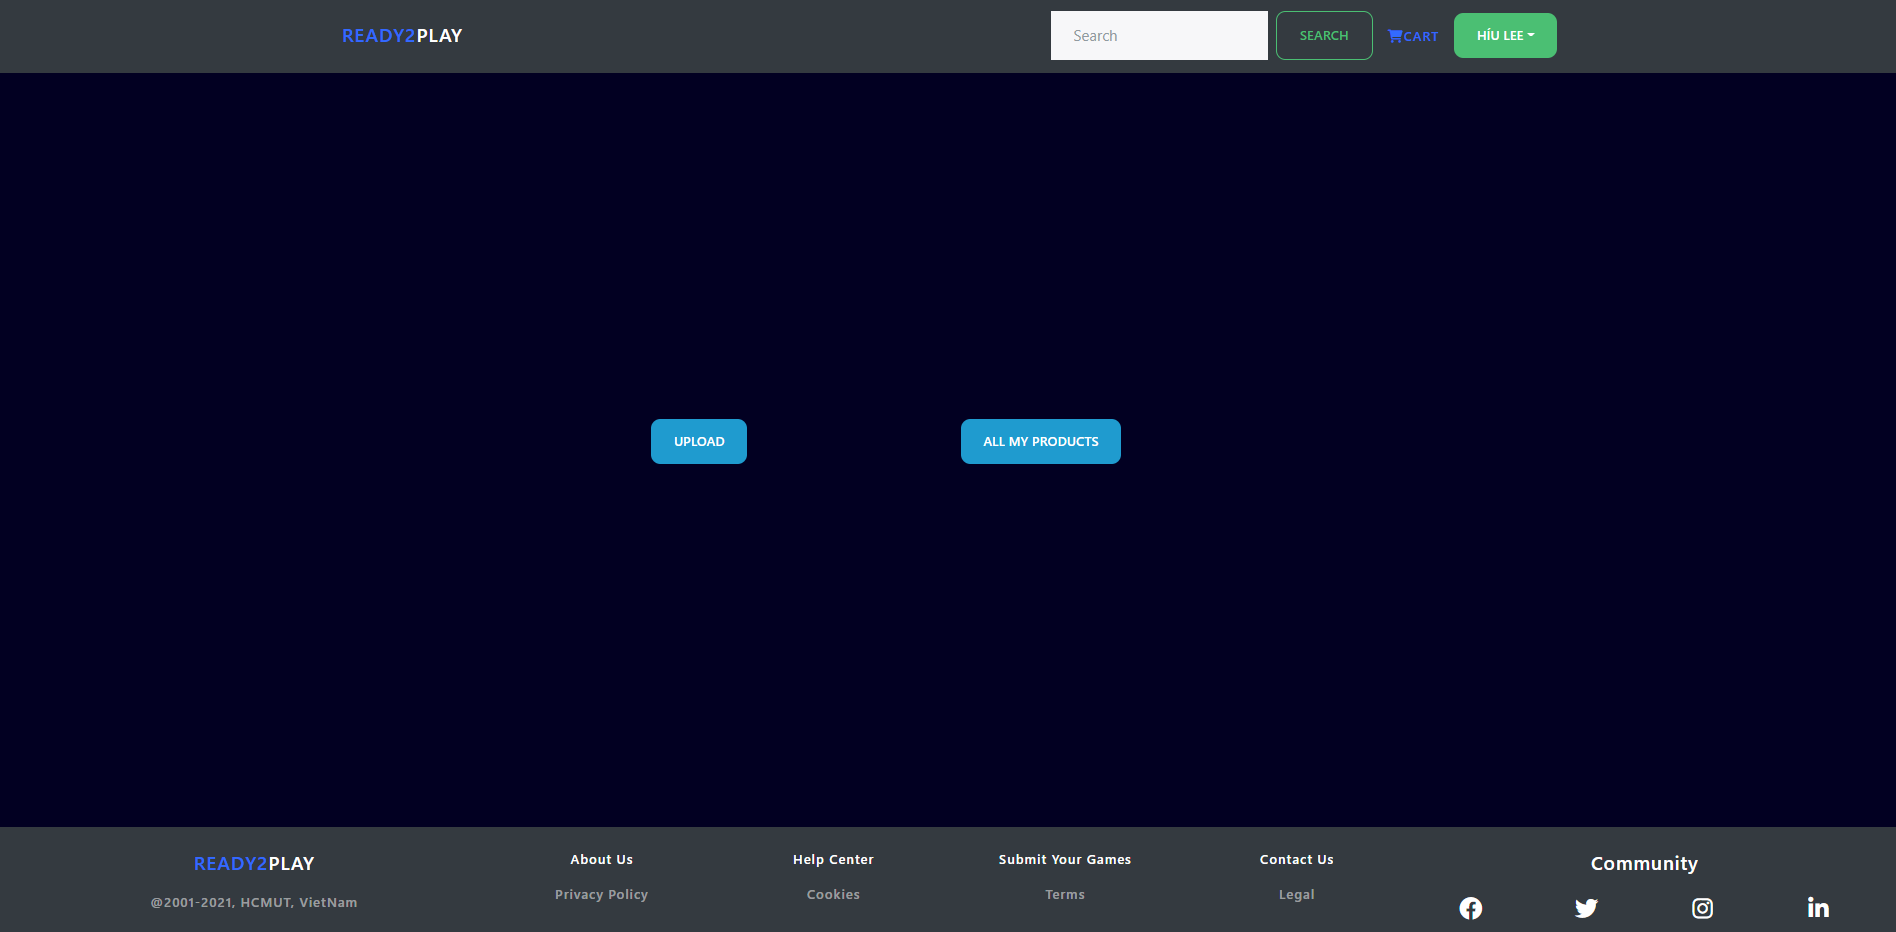 READY2PLAY
Search
SEARCH
CART
HÍU LEE
UPLOAD
ALL MY PRODUCTS
READY2PLAY
@2001-2021, HCMUT, VietNam
About Us
Privacy Policy
Help Center
Cookies
Submit Your Games
Terms
Contact Us
Legal
Community